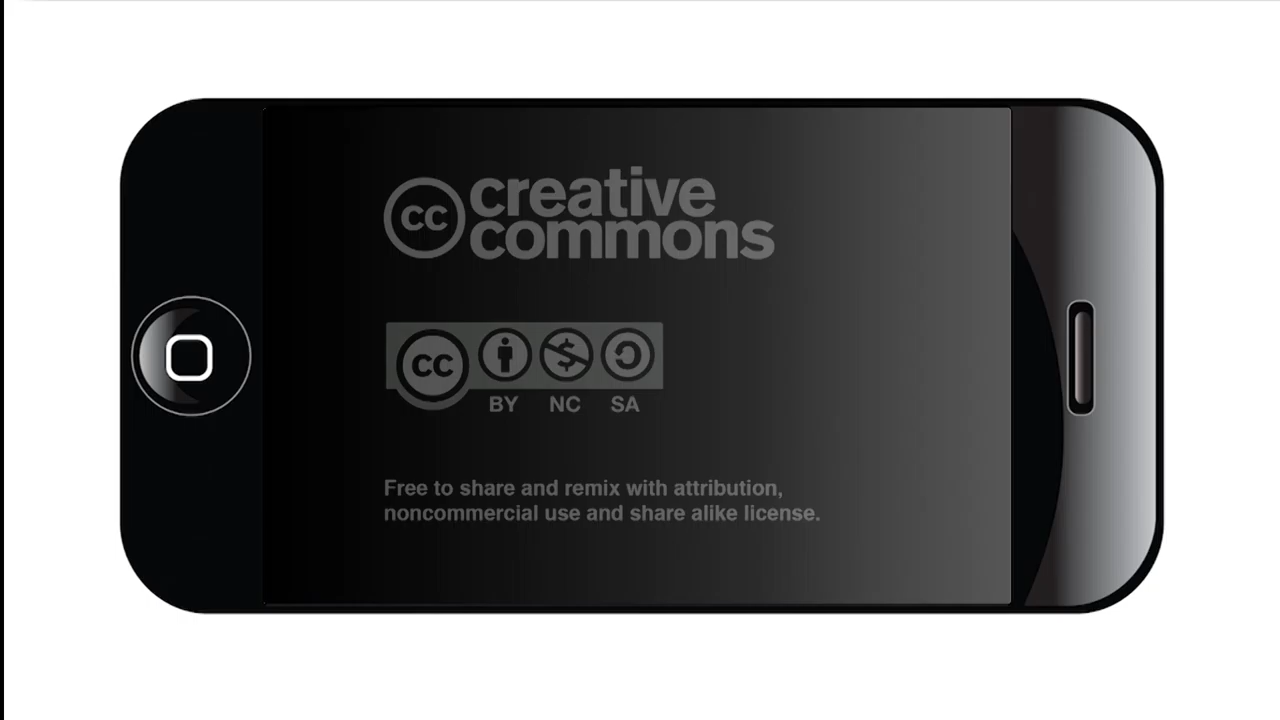 cc creative
commons
cc
BY NC SA
Free to share and remix with attribution,
noncommercial use and share alike license.